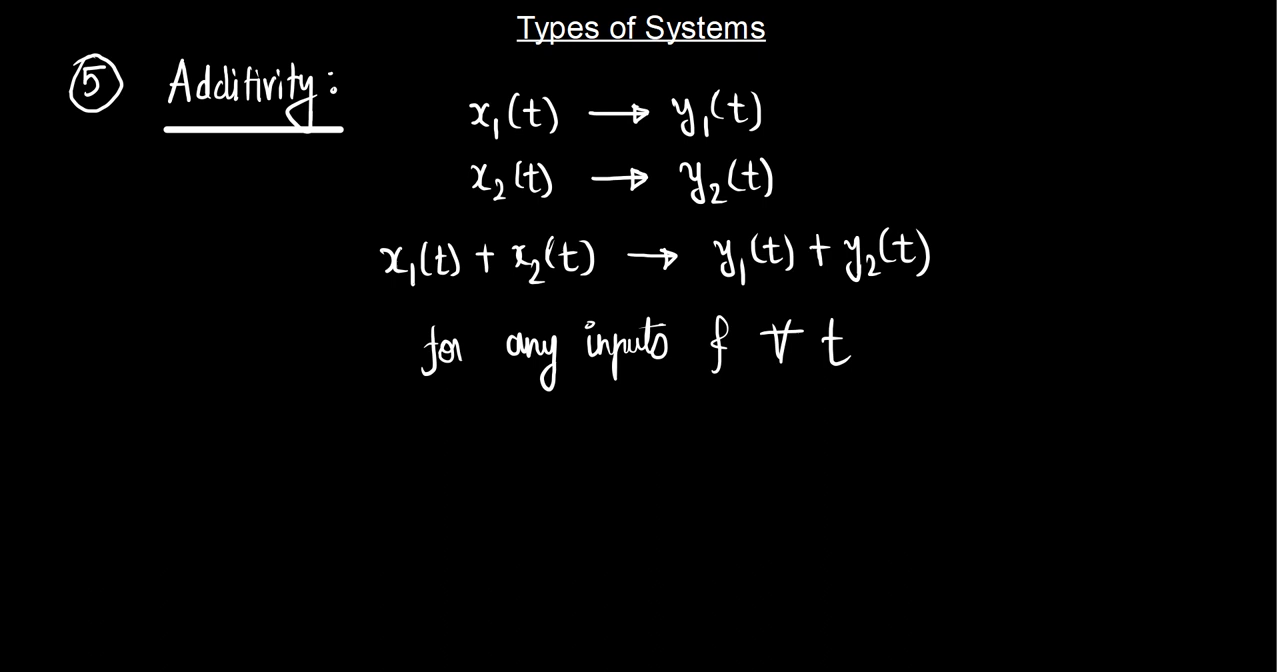 Types of Systems
⑤ Additivity:
x₁(t) → y₁(t)
x₂(t) → y₂(t)
x₁(t) + x₂(t) → y₁(t) + y₂(t)
for any inputs & ∀ t